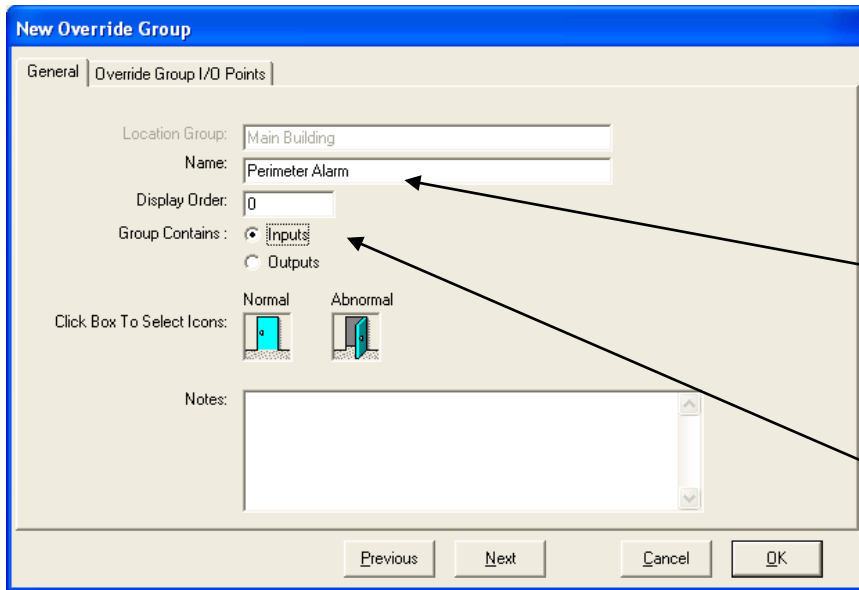 New Override Group
General Override Group I/O Points
Location Group: Main Building
Name: Perimeter Alarm
Display Order: 0
Group Contains : Inputs
Outputs
Normal Abnormal
Click Box To Select Icons:
Notes:
Previous Next Cancel OK